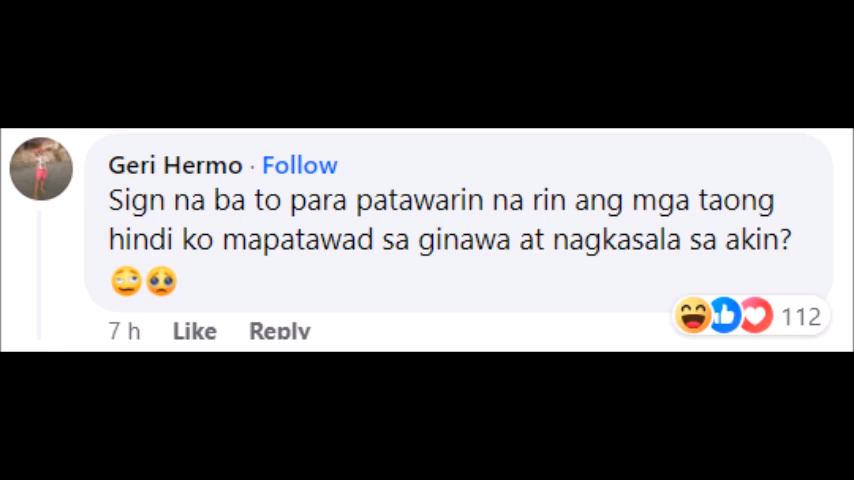 Geri Hermo · Follow
Sign na ba to para patawarin na rin ang mga taong
hindi ko mapatawad sa ginawa at nagkasala sa akin?
🥴🥺
7 h Like Reply 112